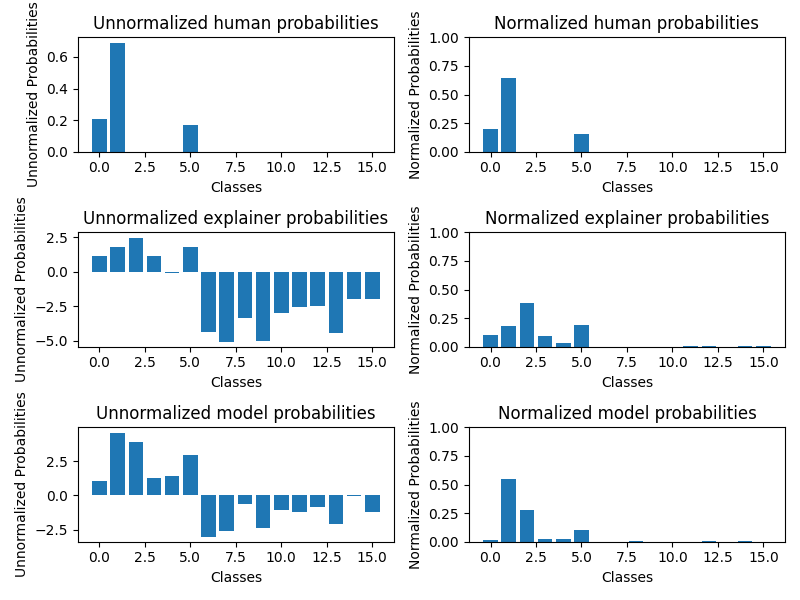 Unnormalized human probabilities
Unnormalized Probabilities
0.6
0.4
0.2
0.0
0.0 2.5 5.0 7.5 10.0 12.5 15.0
Classes
Normalized human probabilities
Normalized Probabilities
1.00
0.75
0.50
0.25
0.00
0.0 2.5 5.0 7.5 10.0 12.5 15.0
Classes
Unnormalized explainer probabilities
Unnormalized Probabilities
2.5
0.0
−2.5
−5.0
0.0 2.5 5.0 7.5 10.0 12.5 15.0
Classes
Normalized explainer probabilities
Normalized Probabilities
1.00
0.75
0.50
0.25
0.00
0.0 2.5 5.0 7.5 10.0 12.5 15.0
Classes
Unnormalized model probabilities
Unnormalized Probabilities
2.5
0.0
−2.5
0.0 2.5 5.0 7.5 10.0 12.5 15.0
Classes
Normalized model probabilities
Normalized Probabilities
1.00
0.75
0.50
0.25
0.00
0.0 2.5 5.0 7.5 10.0 12.5 15.0
Classes